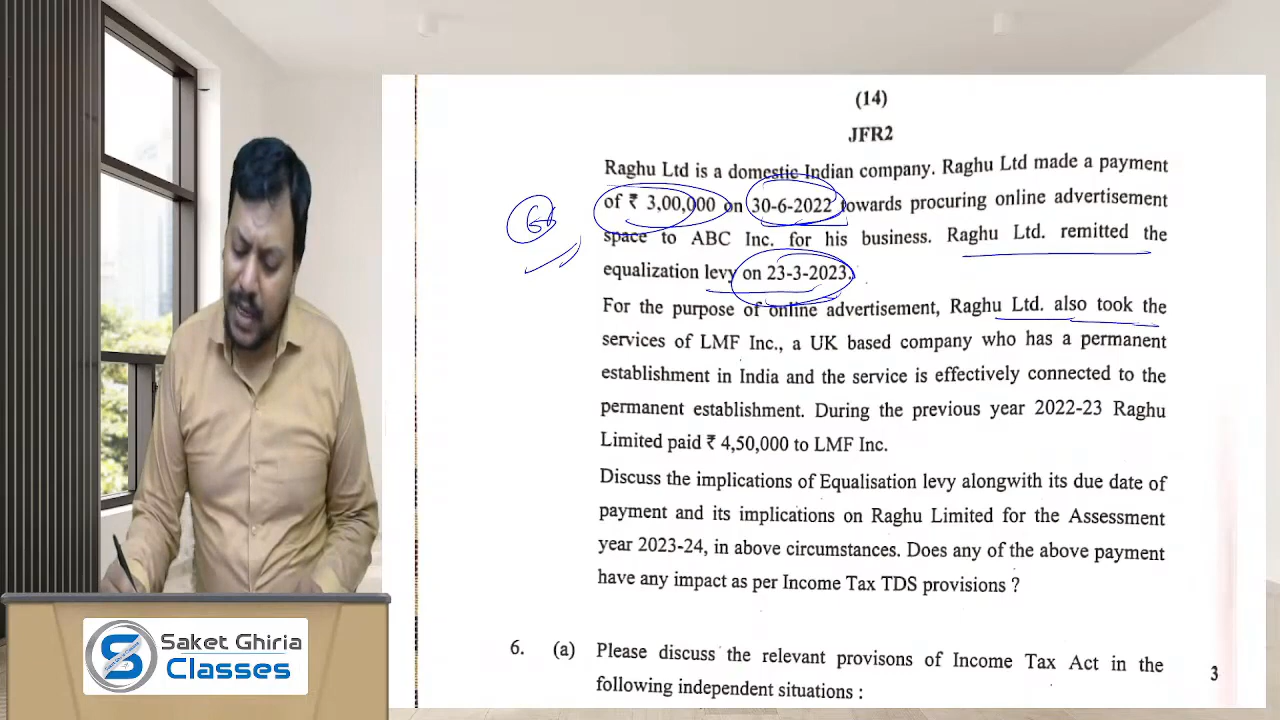 (14)
JFR2
Raghu Ltd is a domestic Indian company. Raghu Ltd made a payment
of ₹ 3,00,000 on 30-6-2022 towards procuring online advertisement
space to ABC Inc. for his business. Raghu Ltd. remitted the
equalization levy on 23-3-2023.
For the purpose of online advertisement, Raghu Ltd. also took the
services of LMF Inc., a UK based company who has a permanent
establishment in India and the service is effectively connected to the
permanent establishment. During the previous year 2022-23 Raghu
Limited paid ₹ 4,50,000 to LMF Inc.
Discuss the implications of Equalisation levy alongwith its due date of
payment and its implications on Raghu Limited for the Assessment
year 2023-24, in above circumstances. Does any of the above payment
have any impact as per Income Tax TDS provisions ?
6. (a) Please discuss the relevant provisons of Income Tax Act in the 3
following independent situations :
Saket Ghiria
Classes